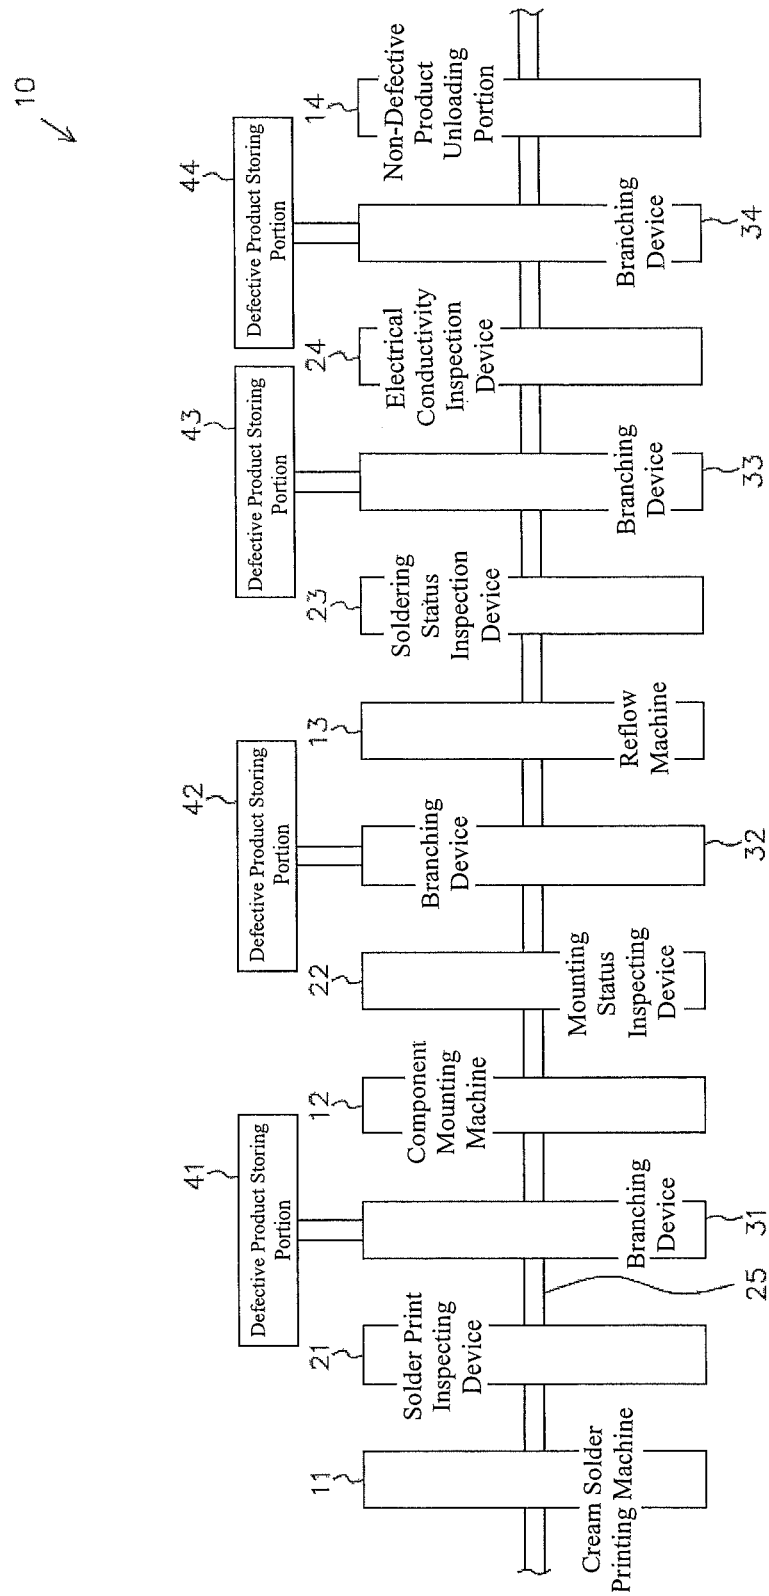 10
41
Defective Product Storing
Portion
42
Defective Product Storing
Portion
43
Defective Product Storing
Portion
44
Defective Product Storing
Portion
11
Cream Solder
Printing Machine
21
Solder Print
Inspecting
Device
25
Branching
Device
31
12
Component
Mounting
Machine
22
Mounting
Status
Inspecting
Device
Branching
Device
32
13
Reflow
Machine
23
Soldering
Status
Inspection
Device
Branching
Device
33
24
Electrical
Conductivity
Inspection
Device
Branching
Device
34
14
Non-Defective
Product
Unloading
Portion